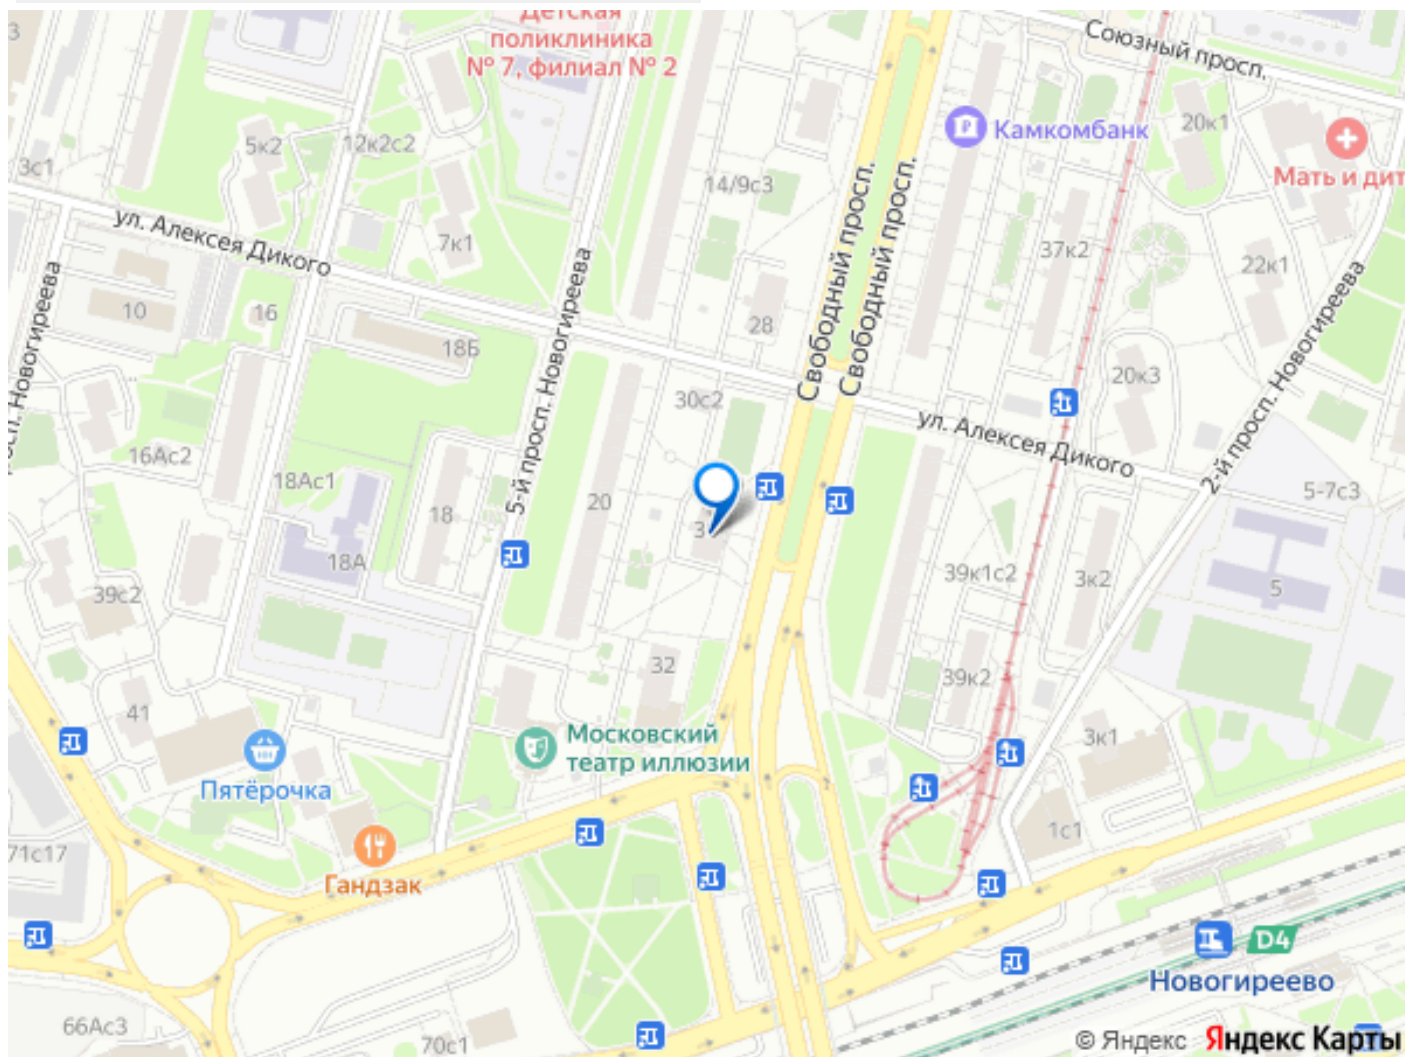 Детская
поликлиника
№ 7, филиал № 2
Союзный просп.
3
Камкомбанк
20к1
5к2
12к2с2
3с1
Мать и дит
14/9с3
Свободный просп.
Свободный просп.
ул. Алексея Дикого
7к1
37к2
22к1
10
16
28
18Б
5-й просп. Новогиреева
2-й просп. Новогиреева
просп. Новогиреева
20к3
30с2
ул. Алексея Дикого
16Ас2
18Ас1
5-7с3
18
20
3
18А
39к1с2
3к2
5
39с2
32
39к2
41
Московский
театр иллюзии
3к1
Пятёрочка
1с1
71с17
Гандзак
D4
Новогиреево
66Ас3
70с1
© Яндекс Яндекс Карты